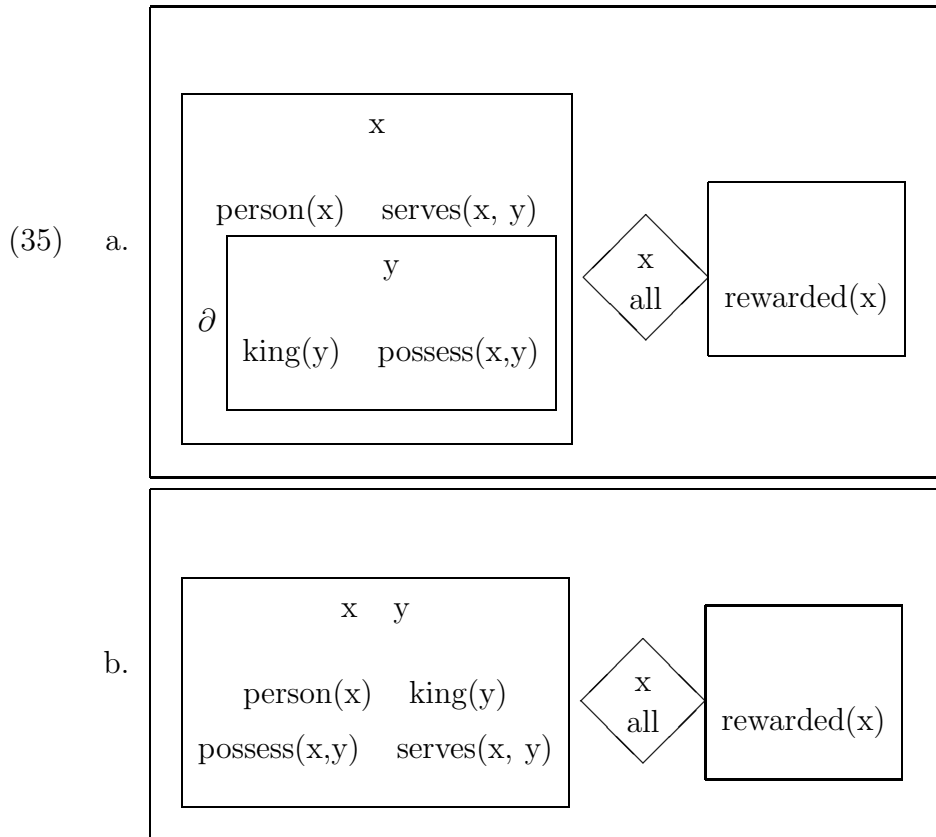 x
person(x) serves(x, y)
(35) a.
y
∂
king(y) possess(x,y)
x
all
rewarded(x)
b.
x y
person(x) king(y)
possess(x,y) serves(x, y)
x
all
rewarded(x)